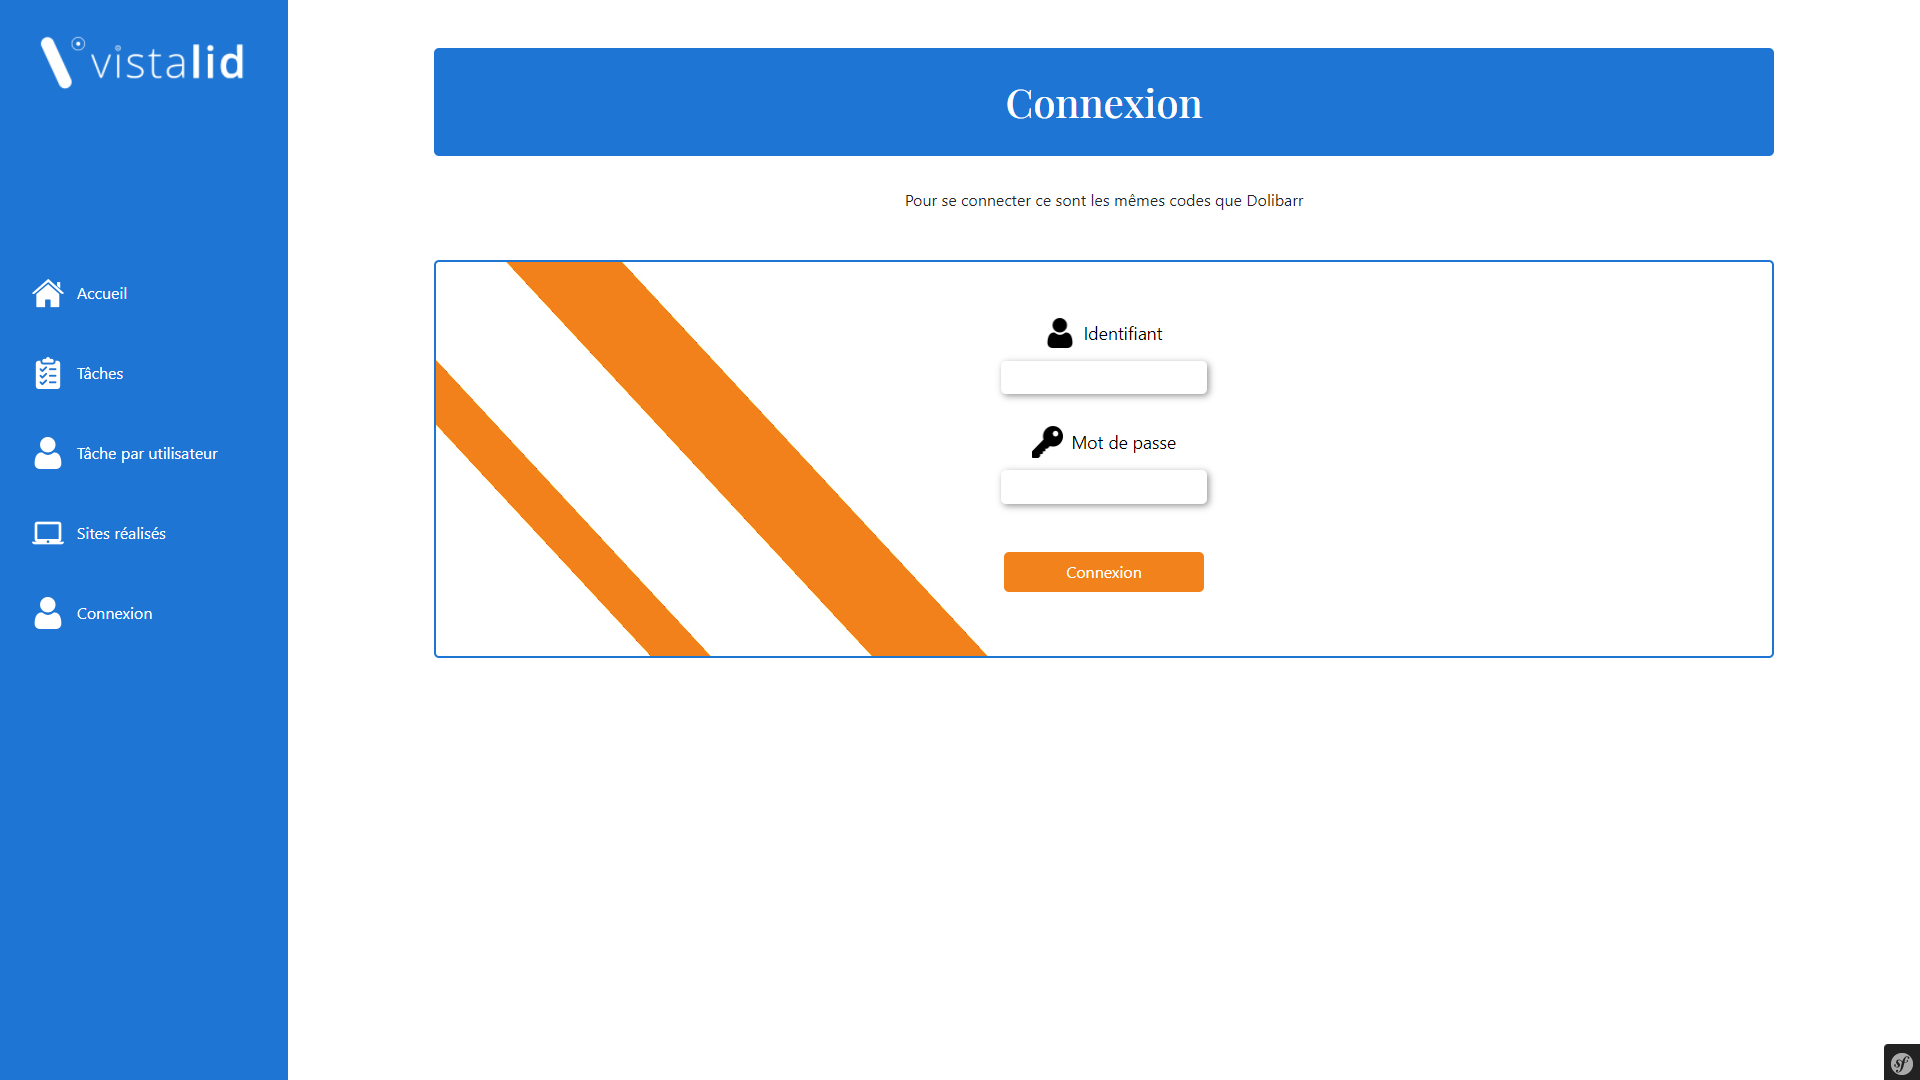 vistalid
Accueil
Tâches
Tâche par utilisateur
Sites réalisés
Connexion
Connexion
Pour se connecter ce sont les mêmes codes que Dolibarr
Identifiant
Mot de passe
Connexion
sf